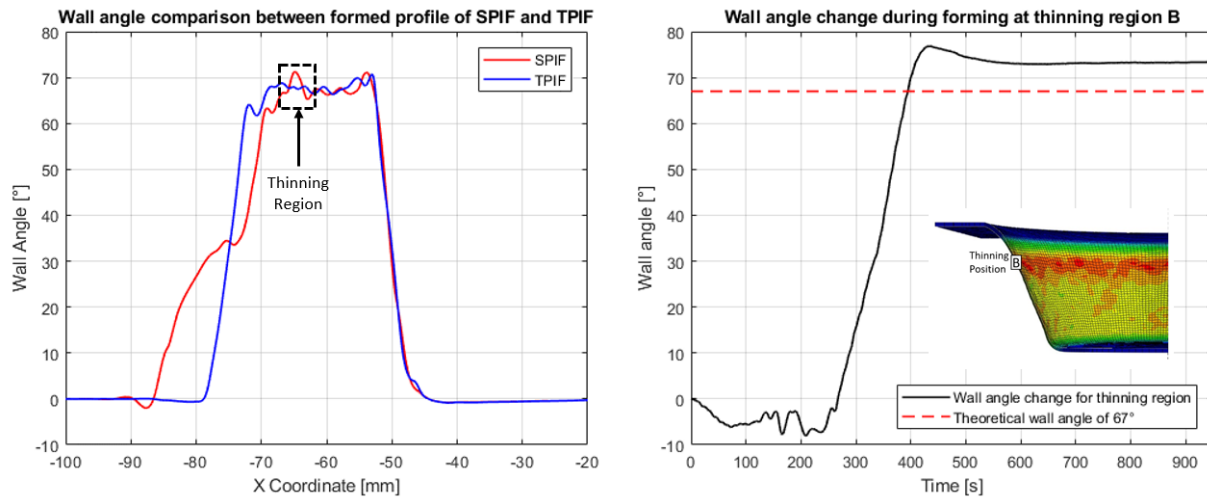 Wall angle comparison between formed profile of SPIF and TPIF
80
70
60
50
40
30
20
10
0
-10
Wall Angle [°]
SPIF
TPIF
Thinning
Region
-100
-90
-80
-70
-60
-50
-40
-30
-20
X Coordinate [mm]
Wall angle change during forming at thinning region B
80
70
60
50
40
30
20
10
0
-10
Wall angle [°]
Thinning
Position
B
Wall angle change for thinning region
Theoretical wall angle of 67°
0
100
200
300
400
500
600
700
800
900
Time [s]